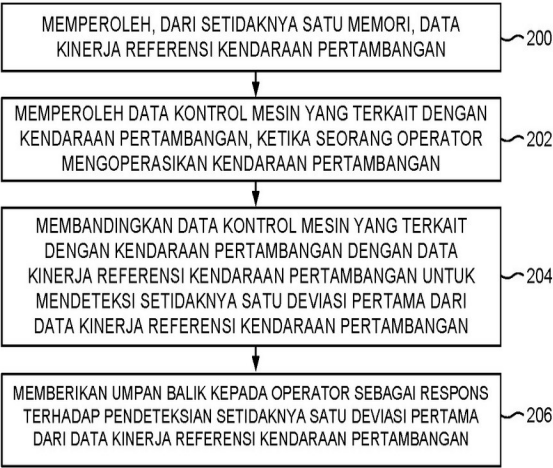 MEMPEROLEH, DARI SETIDAKNYA SATU MEMORI, DATA
KINERJA REFERENSI KENDARAAN PERTAMBANGAN
200
MEMPEROLEH DATA KONTROL MESIN YANG TERKAIT DENGAN
KENDARAAN PERTAMBANGAN, KETIKA SEORANG OPERATOR
MENGOPERASIKAN KENDARAAN PERTAMBANGAN
202
MEMBANDINGKAN DATA KONTROL MESIN YANG TERKAIT
DENGAN KENDARAAN PERTAMBANGAN DENGAN DATA
KINERJA REFERENSI KENDARAAN PERTAMBANGAN UNTUK
MENDETEKSI SETIDAKNYA SATU DEVIASI PERTAMA DARI
DATA KINERJA REFERENSI KENDARAAN PERTAMBANGAN
204
MEMBERIKAN UMPAN BALIK KEPADA OPERATOR SEBAGAI RESPONS
TERHADAP PENDETEKSIAN SETIDAKNYA SATU DEVIASI PERTAMA
DARI DATA KINERJA REFERENSI KENDARAAN PERTAMBANGAN
206